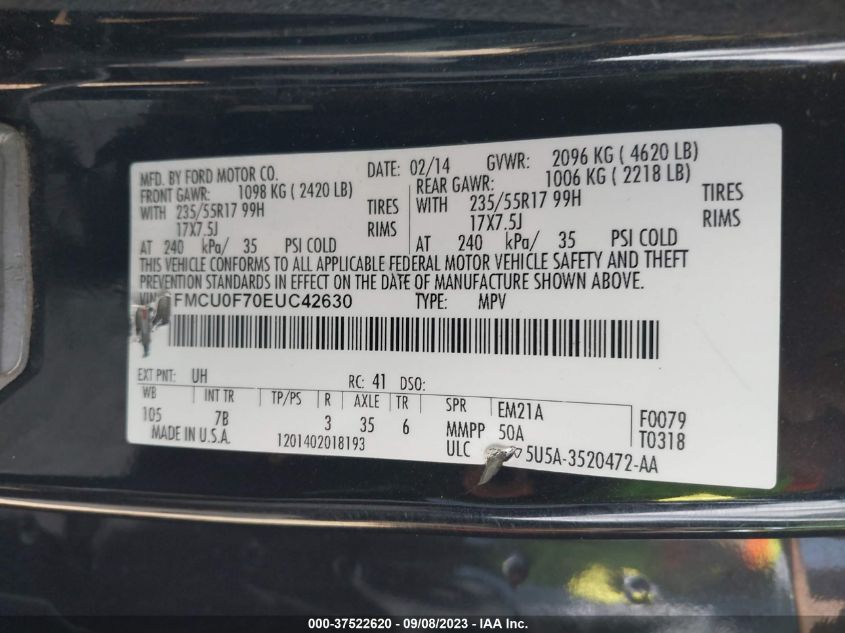 MFD. BY FORD MOTOR CO. DATE: 02/14 GVWR: 2096 KG ( 4620 LB)
FRONT GAWR: 1098 KG ( 2420 LB) REAR GAWR: 1006 KG ( 2218 LB)
WITH 235/55R17 99H TIRES WITH 235/55R17 99H TIRES
17X7.5J RIMS 17X7.5J RIMS
AT 240 kPa/ 35 PSI COLD AT 240 kPa/ 35 PSI COLD
THIS VEHICLE CONFORMS TO ALL APPLICABLE FEDERAL MOTOR VEHICLE SAFETY AND THEFT
PREVENTION STANDARDS IN EFFECT ON THE DATE OF MANUFACTURE SHOWN ABOVE.
VIN: FMCU0F70EUC42630 TYPE: MPV
EXT PNT: UH RC: 41 DSO:
WB INT TR TP/PS R AXLE TR SPR EM21A F0079
105 7B 3 35 6 MMPP 50A T0318
MADE IN U.S.A. 1201402018193 ULC 5U5A-3520472-AA
000-37522620 - 09/08/2023 - © IAA, Inc.